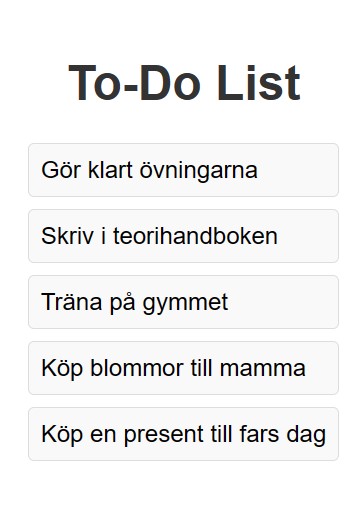 To-Do List
Gör klart övningarna
Skriv i teorihandboken
Träna på gymmet
Köp blommor till mamma
Köp en present till fars dag